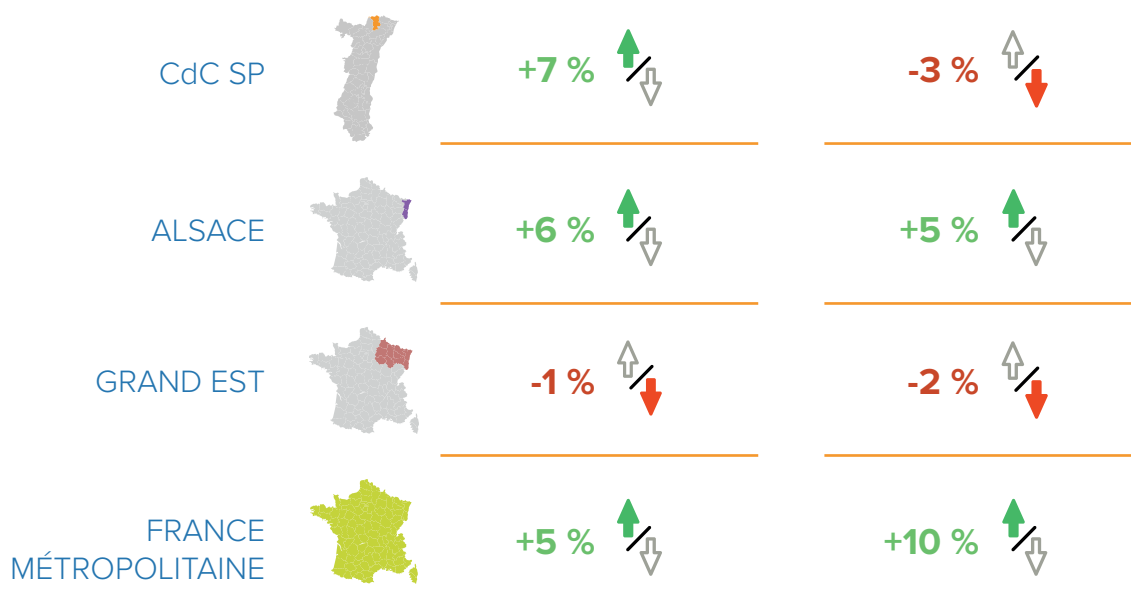 CdC SP +7 % -3 %
ALSACE +6 % +5 %
GRAND EST -1 % -2 %
FRANCE
MÉTROPOLITAINE +5 % +10 %